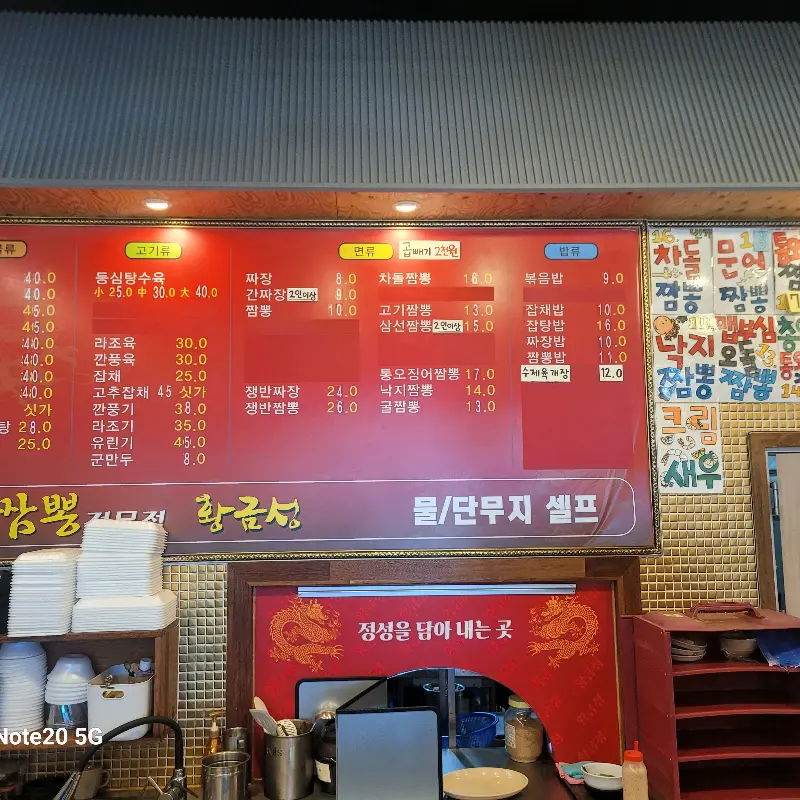 류
40.0
40.0
45.0
45.0
40.0
40.0
40.0
40.0
싯가
탕 28.0
25.0
고기류
등심탕수육
小 25.0 中 30.0 大 40.0
라조육 30.0
깐풍육 30.0
잡채 25.0
고추잡채 45 싯가
깐풍기 38.0
라조기 35.0
유린기 45.0
군만두 8.0
면류 곱빼기 2천원
짜장 8.0
간짜장 2인이상 9.0
짬뽕 10.0
쟁반짜장 24.0
쟁반짬뽕 26.0
차돌짬뽕 16.0
고기짬뽕 13.0
삼선짬뽕 2인이상 15.0
통오징어짬뽕 17.0
낙지짬뽕 14.0
굴짬뽕 13.0
밥류
볶음밥 9.0
잡채밥 10.0
잡탕밥 16.0
짜장밥 10.0
짬뽕밥 11.0
수제육개장 12.0
짬뽕 전문점 황금성
물/단무지 셀프
차돌
짬뽕
문어
짬뽕
낙지
짬뽕
짬뽕
크림
새우
정성을 담아 내는 곳
Note20 5G